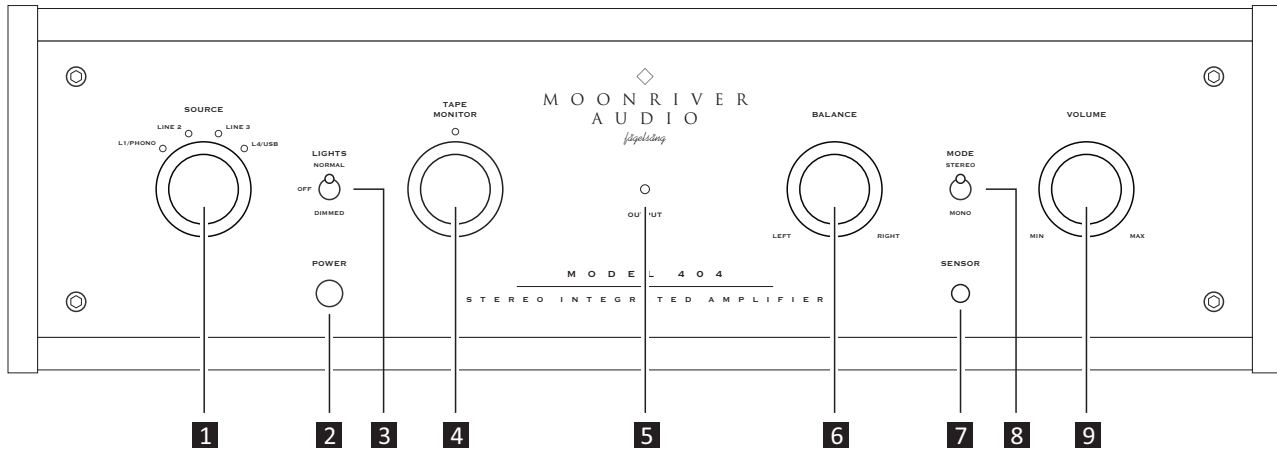 SOURCE
LINE 2
LINE 3
L1/PHONO
L4/USB
LIGHTS
NORMAL
OFF
DIMMED
POWER
TAPE
MONITOR
MOONRIVER
AUDIO
fågelsång
OUTPUT
MODEL 404
STEREO INTEGRATED AMPLIFIER
BALANCE
LEFT
RIGHT
MODE
STEREO
MONO
SENSOR
VOLUME
MIN
MAX
1
2
3
4
5
6
7
8
9